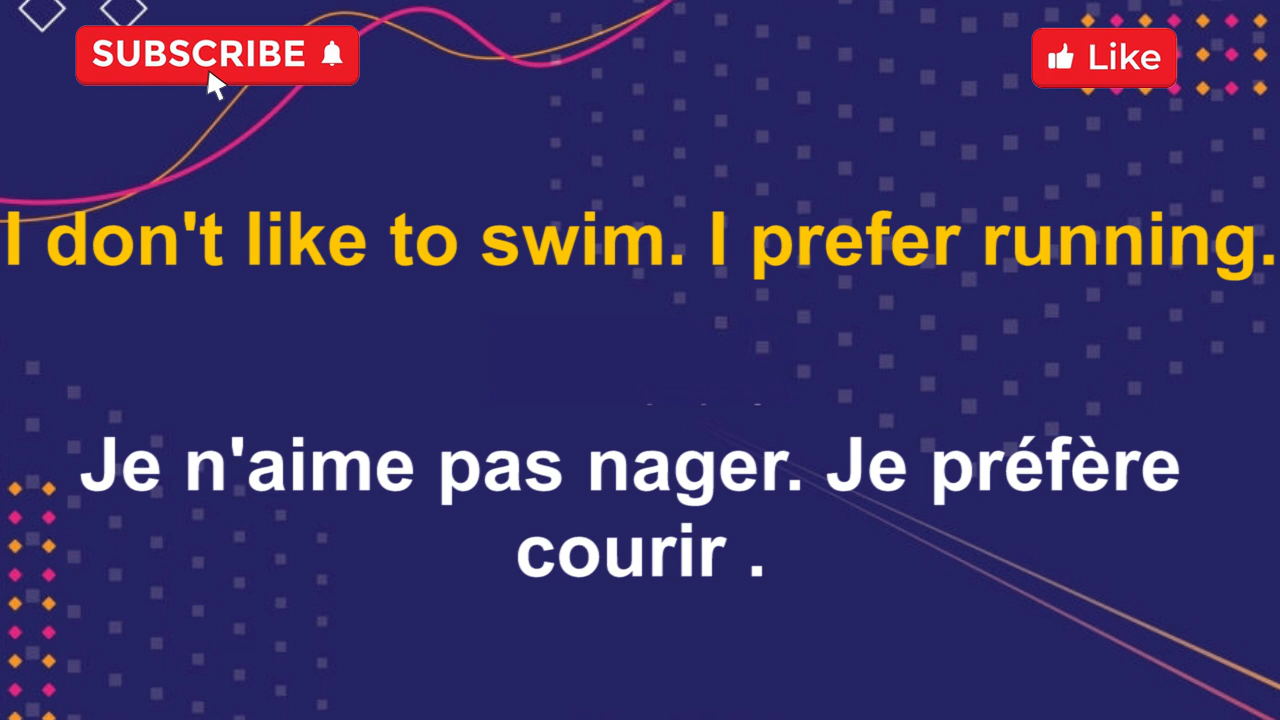 SUBSCRIBE
Like
I don't like to swim. I prefer running.
Je n'aime pas nager. Je préfère
courir .